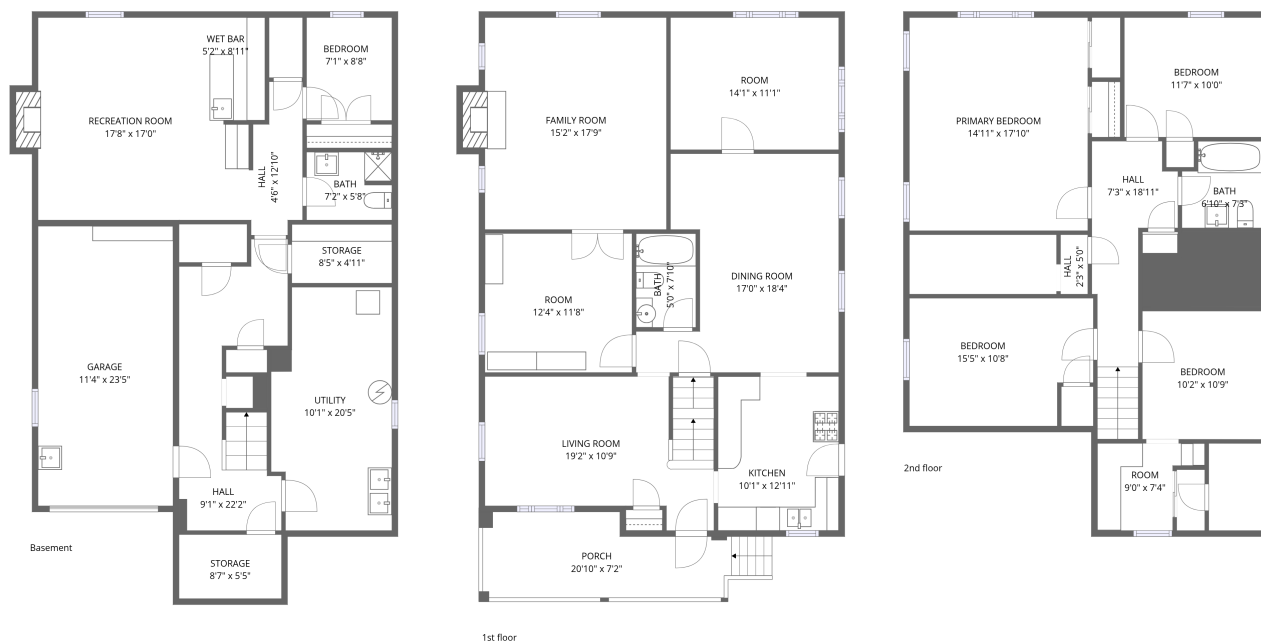 WET BAR
5'2" x 8'11"
BEDROOM
7'1" x 8'8"
RECREATION ROOM
17'8" x 17'0"
HALL
4'6" x 12'10"
BATH
7'2" x 5'8"
STORAGE
8'5" x 4'11"
GARAGE
11'4" x 23'5"
UTILITY
10'1" x 20'5"
HALL
9'1" x 22'2"
STORAGE
8'7" x 5'5"
Basement
ROOM
14'1" x 11'1"
FAMILY ROOM
15'2" x 17'9"
DINING ROOM
17'0" x 18'4"
BATH
5'0" x 7'10"
ROOM
12'4" x 11'8"
LIVING ROOM
19'2" x 10'9"
KITCHEN
10'1" x 12'11"
PORCH
20'10" x 7'2"
1st floor
BEDROOM
11'7" x 10'0"
PRIMARY BEDROOM
14'11" x 17'10"
HALL
7'3" x 18'11"
BATH
6'10" x 7'3"
HALL
2'3" x 5'0"
BEDROOM
15'5" x 10'8"
BEDROOM
10'2" x 10'9"
ROOM
9'0" x 7'4"
2nd floor